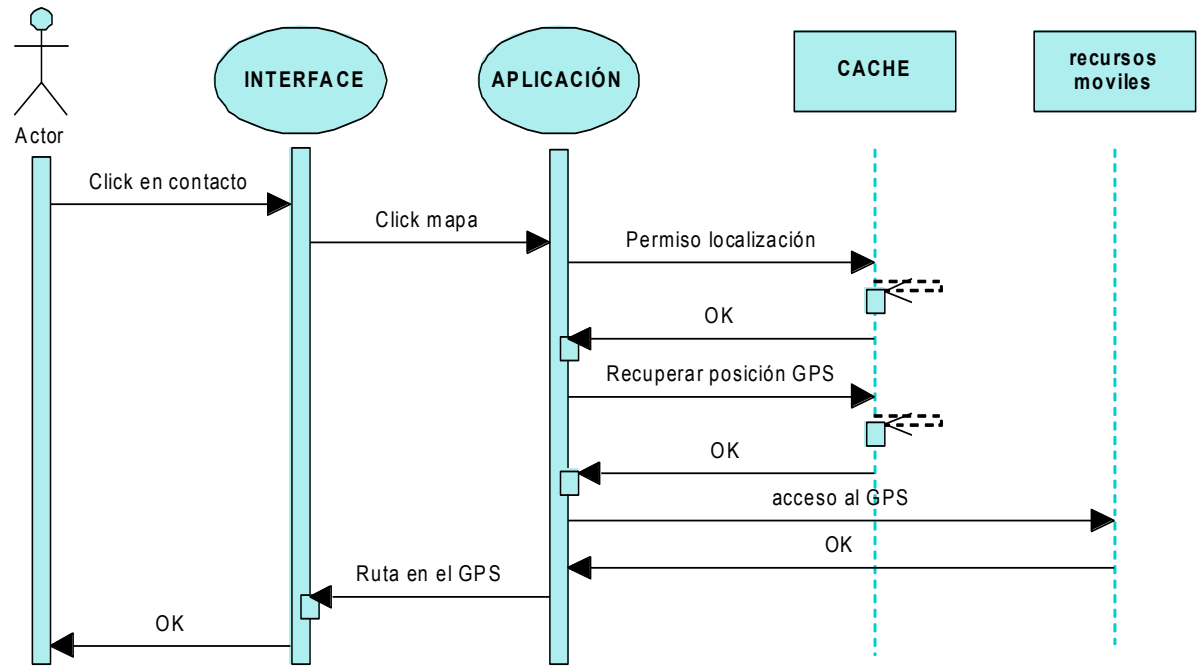 Actor
INTERFACE
APLICACIÓN
CACHE
recursos
moviles
Click en contacto
Click mapa
Permiso localización
OK
Recuperar posición GPS
OK
acceso al GPS
OK
Ruta en el GPS
OK